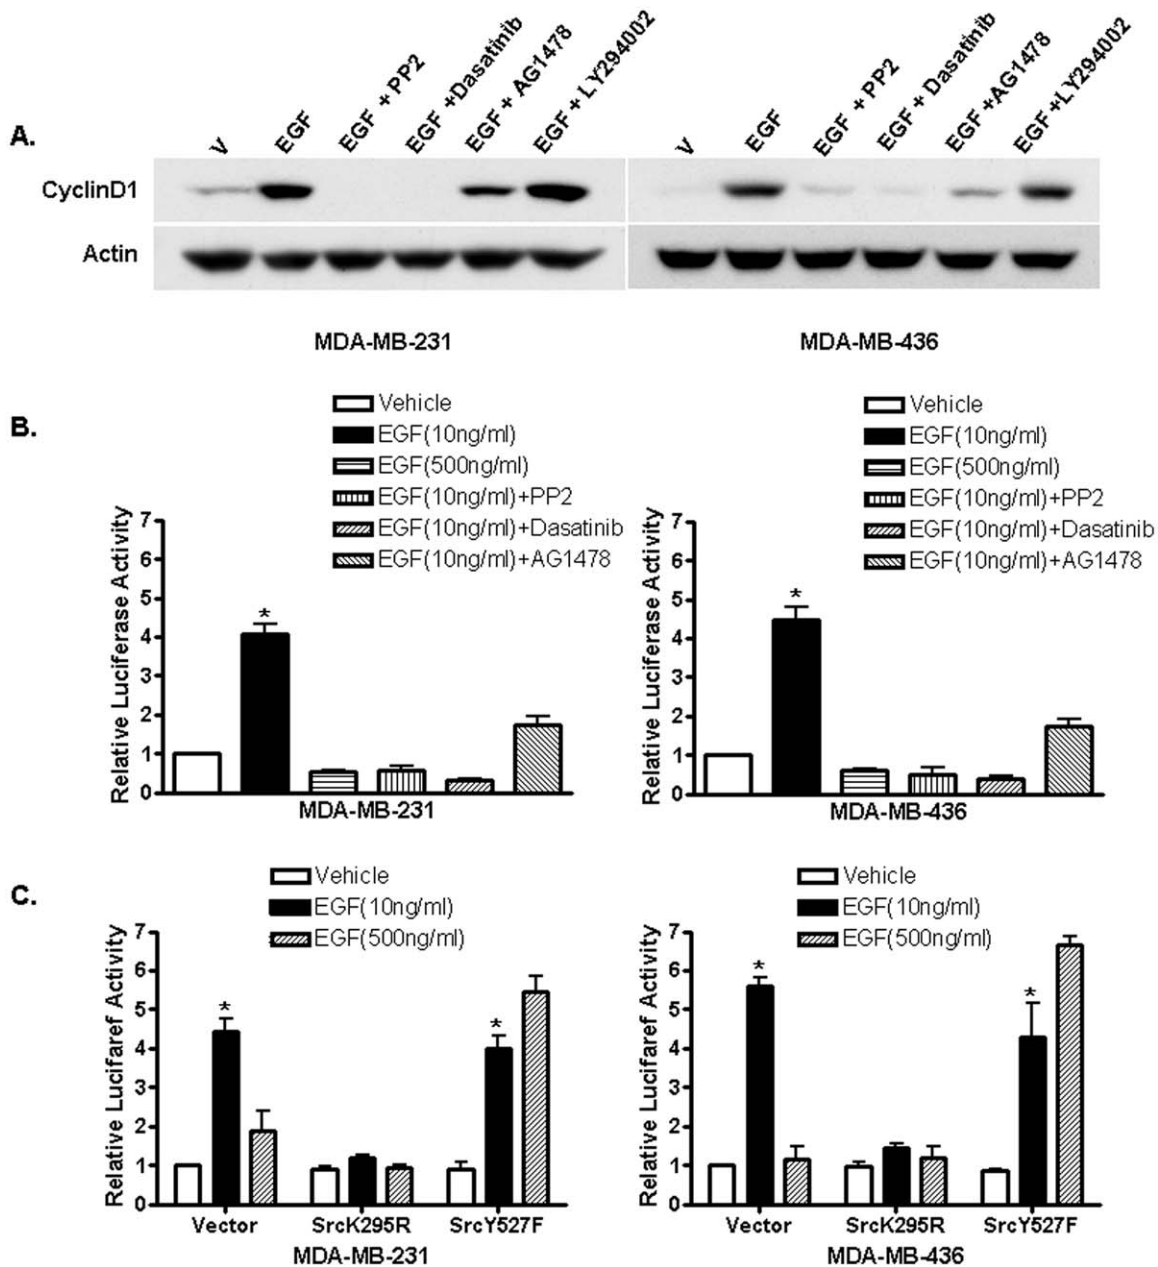 A.
V
EGF
EGF + PP2
EGF +Dasatinib
EGF + AG1478
EGF + LY294002
V
EGF
EGF + PP2
EGF + Dasatinib
EGF +AG1478
EGF +LY294002
CyclinD1
Actin
MDA-MB-231
MDA-MB-436
B.
Vehicle
EGF(10ng/ml)
EGF(500ng/ml)
EGF(10ng/ml)+PP2
EGF(10ng/ml)+Dasatinib
EGF(10ng/ml)+AG1478
Relative Luciferase Activity
7
6
5
4
3
2
1
0
*
MDA-MB-231
Vehicle
EGF(10ng/ml)
EGF(500ng/ml)
EGF(10ng/ml)+PP2
EGF(10ng/ml)+Dasatinib
EGF(10ng/ml)+AG1478
Relative Luciferase Activity
7
6
5
4
3
2
1
0
*
MDA-MB-436
C.
Vehicle
EGF(10ng/ml)
EGF(500ng/ml)
Relative Lucifaref Activity
7
6
5
4
3
2
1
0
*
*
Vector SrcK295R SrcY527F
MDA-MB-231
Vehicle
EGF(10ng/ml)
EGF(500ng/ml)
Relative Lucifaref Activity
7
6
5
4
3
2
1
0
*
*
Vector SrcK295R SrcY527F
MDA-MB-436